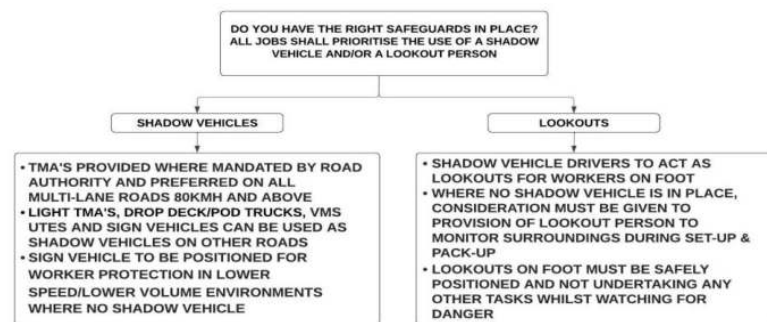 DO YOU HAVE THE RIGHT SAFEGUARDS IN PLACE?
ALL JOBS SHALL PRIORITISE THE USE OF A SHADOW
VEHICLE AND/OR A LOOKOUT PERSON
SHADOW VEHICLES
• TMA'S PROVIDED WHERE MANDATED BY ROAD
AUTHORITY AND PREFERRED ON ALL
MULTI-LANE ROADS 80KMH AND ABOVE
• LIGHT TMA'S, DROP DECK/POD TRUCKS, VMS
UTES AND SIGN VEHICLES CAN BE USED AS
SHADOW VEHICLES ON OTHER ROADS
• SIGN VEHICLE TO BE POSITIONED FOR
WORKER PROTECTION IN LOWER
SPEED/LOWER VOLUME ENVIRONMENTS
WHERE NO SHADOW VEHICLE
LOOKOUTS
• SHADOW VEHICLE DRIVERS TO ACT AS
LOOKOUTS FOR WORKERS ON FOOT
• WHERE NO SHADOW VEHICLE IS IN PLACE,
CONSIDERATION MUST BE GIVEN TO
PROVISION OF LOOKOUT PERSON TO
MONITOR SURROUNDINGS DURING SET-UP &
PACK-UP
• LOOKOUTS ON FOOT MUST BE SAFELY
POSITIONED AND NOT UNDERTAKING ANY
OTHER TASKS WHILST WATCHING FOR
DANGER